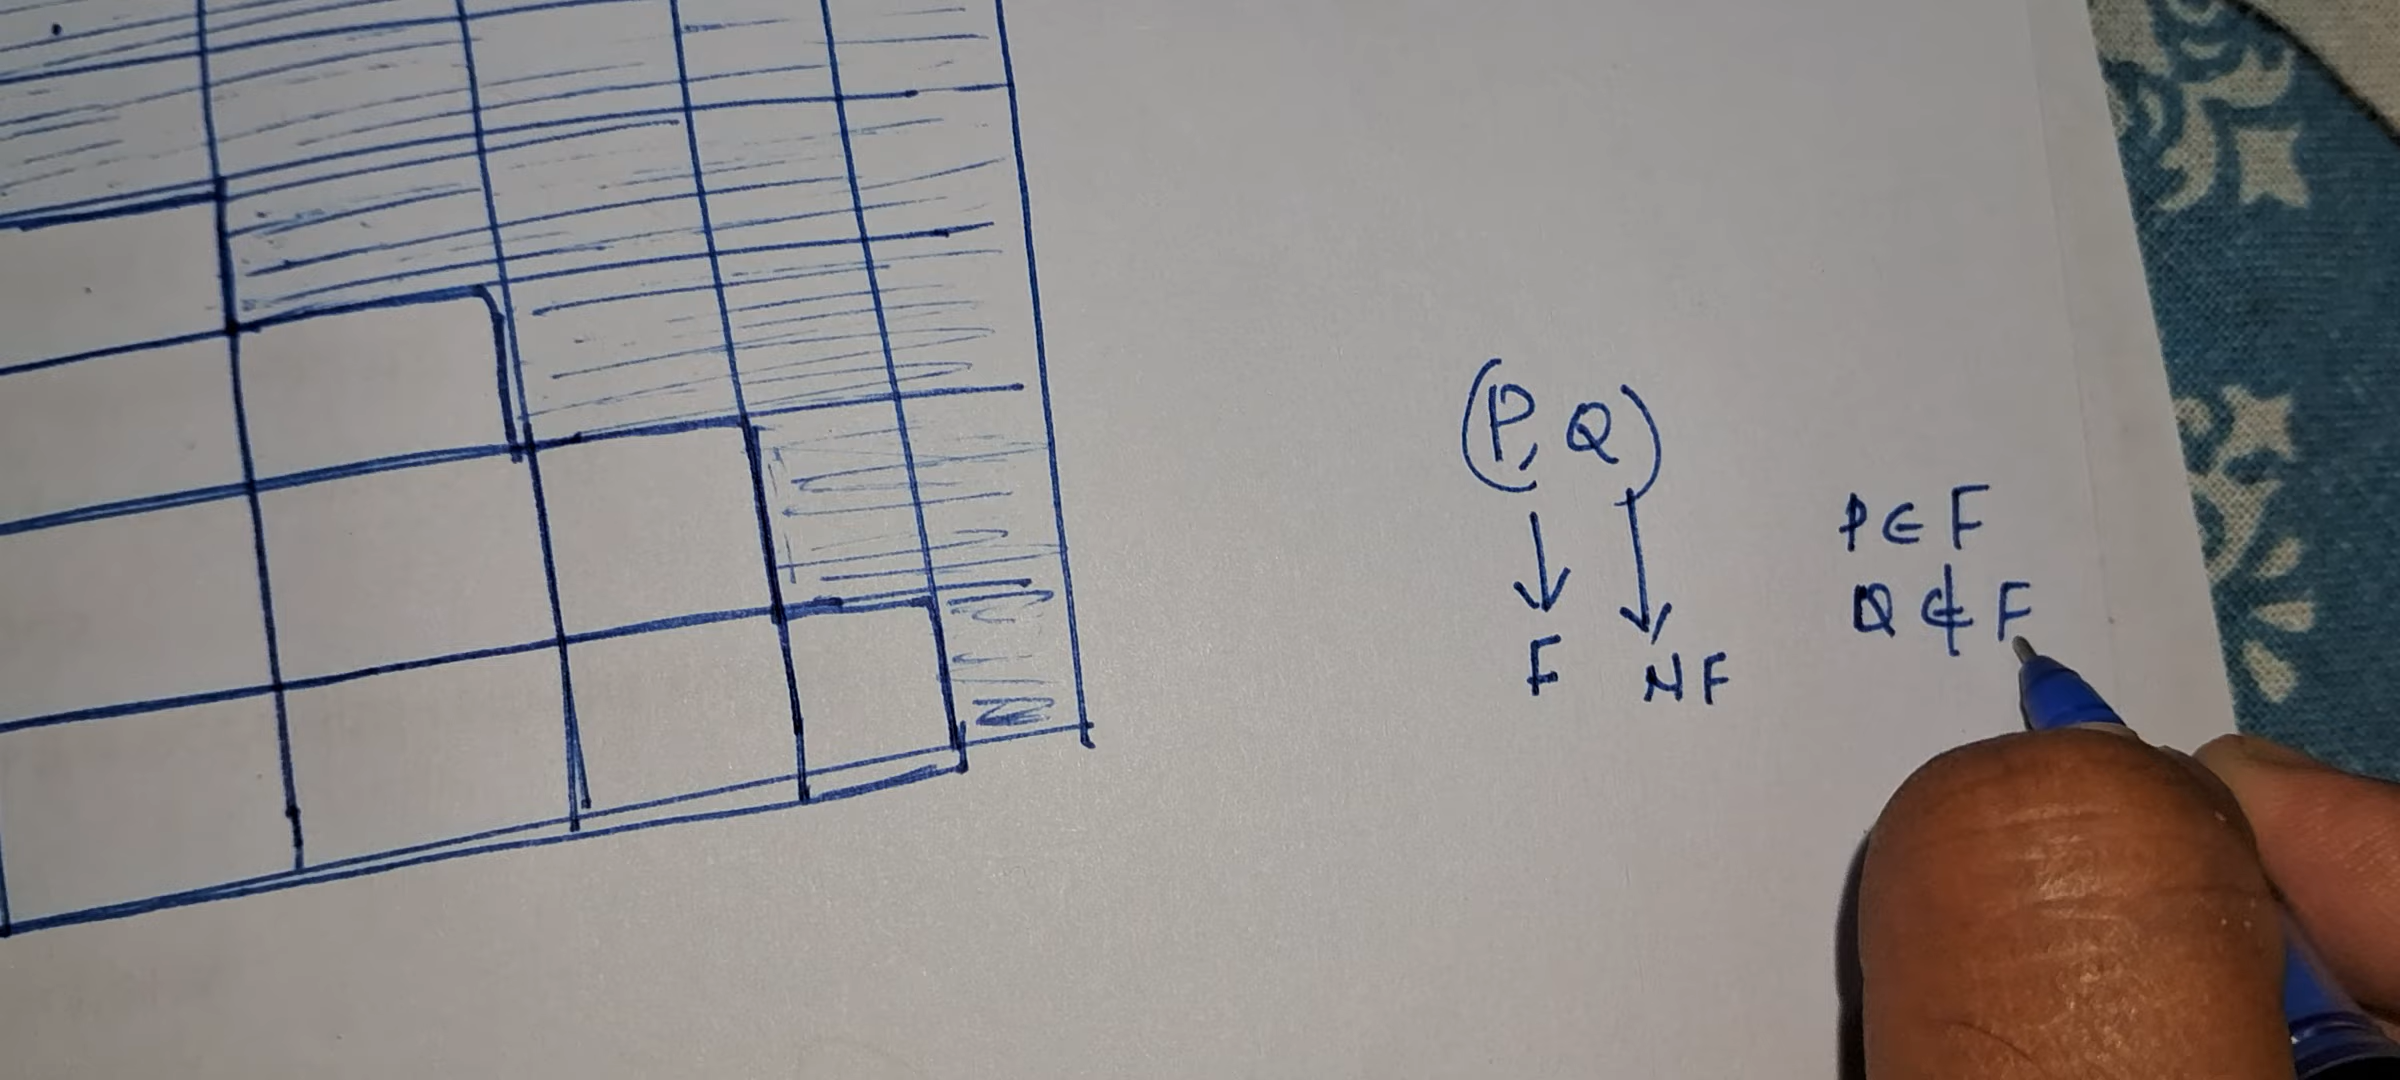 (P, Q)
↓ ↓
F NF
P ∈ F
Q ∉ F